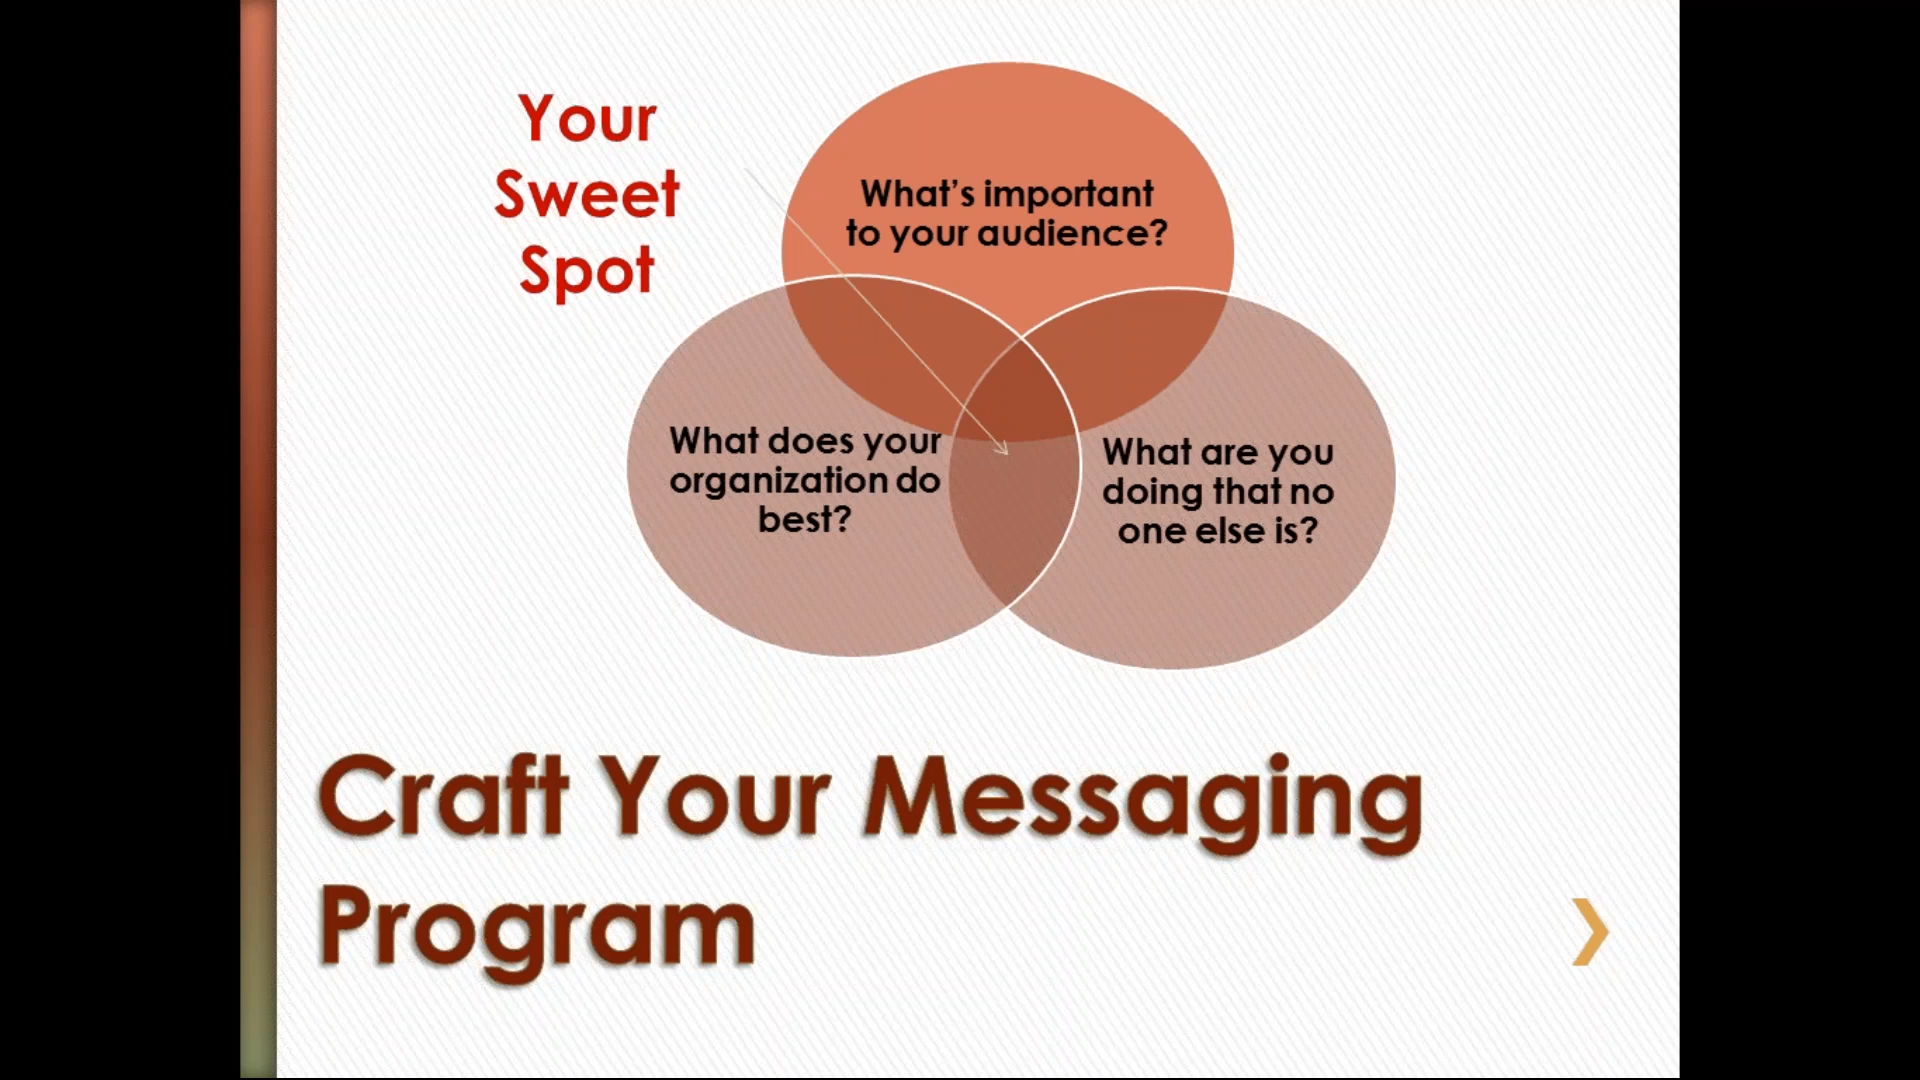 Your
Sweet
Spot
What’s important
to your audience?
What does your
organization do
best?
What are you
doing that no
one else is?
Craft Your Messaging
Program